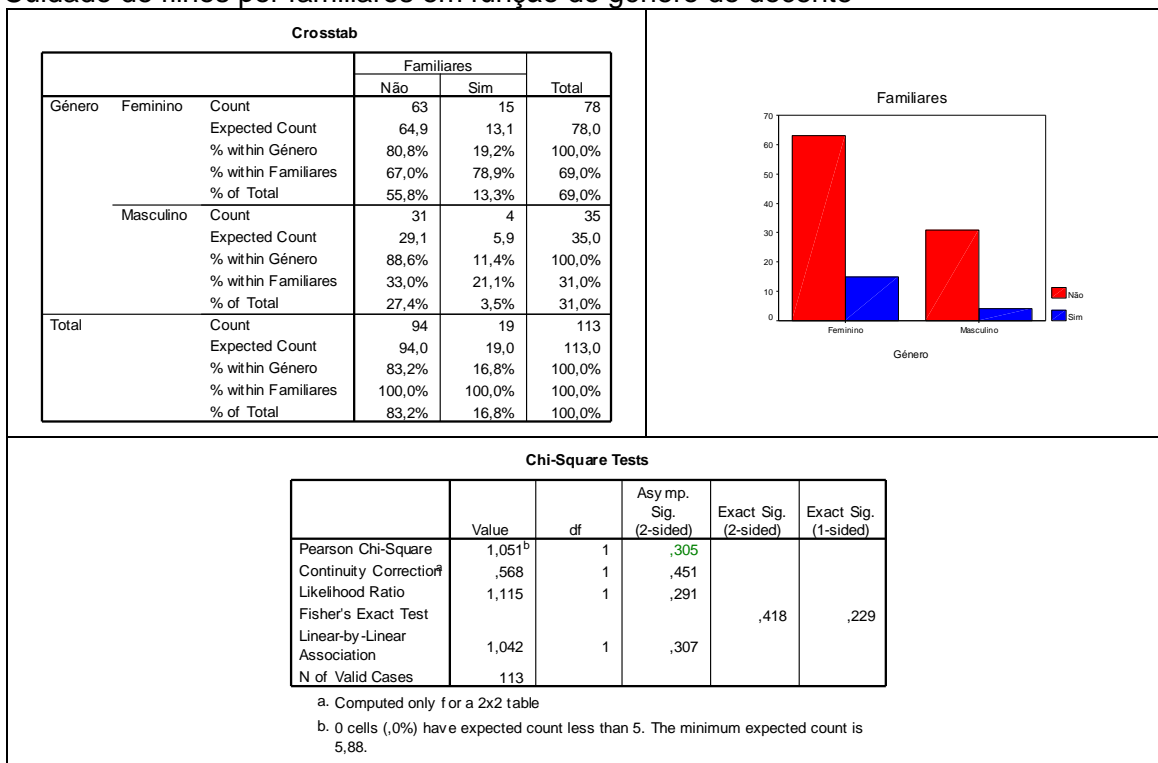 Cuidado de filhos por familiares em função do género do docente
Crosstab
Familiares
Não Sim Total
Género Feminino Count 63 15 78
Expected Count 64,9 13,1 78,0
% within Género 80,8% 19,2% 100,0%
% within Familiares 67,0% 78,9% 69,0%
% of Total 55,8% 13,3% 69,0%
Masculino Count 31 4 35
Expected Count 29,1 5,9 35,0
% within Género 88,6% 11,4% 100,0%
% within Familiares 33,0% 21,1% 31,0%
% of Total 27,4% 3,5% 31,0%
Total Count 94 19 113
Expected Count 94,0 19,0 113,0
% within Género 83,2% 16,8% 100,0%
% within Familiares 100,0% 100,0% 100,0%
% of Total 83,2% 16,8% 100,0%
Familiares
70
60
50
40
30
20
10
0
Feminino Masculino
Género
Não
Sim
Chi-Square Tests
Asymp.
Sig. Exact Sig. Exact Sig.
Value df (2-sided) (2-sided) (1-sided)
Pearson Chi-Square 1,051b 1 ,305
Continuity Correctiona ,568 1 ,451
Likelihood Ratio 1,115 1 ,291
Fisher's Exact Test ,418 ,229
Linear-by-Linear
Association 1,042 1 ,307
N of Valid Cases 113
a. Computed only for a 2x2 table
b. 0 cells (,0%) have expected count less than 5. The minimum expected count is
5,88.